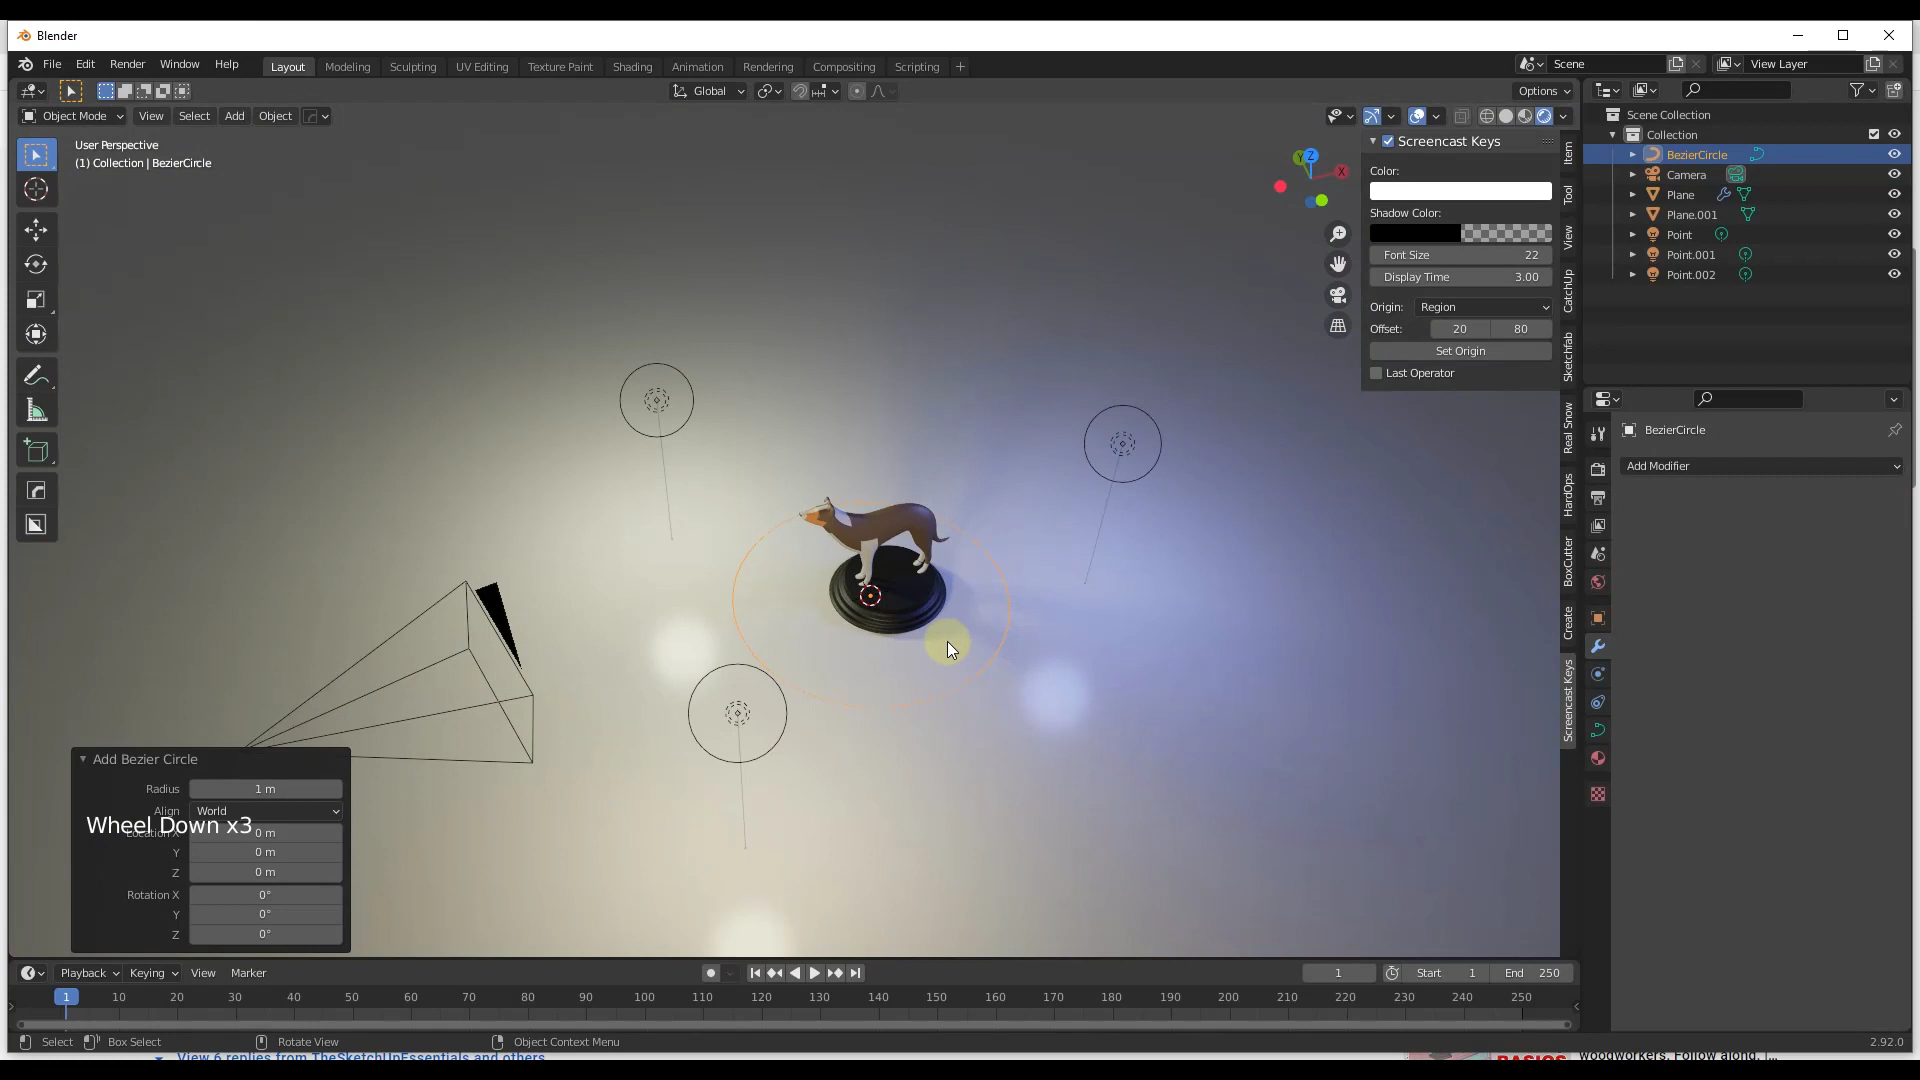 Blender
File Edit Render Window Help
Layout Modeling Sculpting UV Editing Texture Paint Shading Animation Rendering Compositing Scripting
Scene View Layer
Global Options
Object Mode View Select Add Object
User Perspective
(1) Collection | BezierCircle
Screencast Keys
Color:
Shadow Color:
Font Size 22
Display Time 3.00
Origin: Region
Offset: 20 80
Set Origin
Last Operator
Z
Y
X
Item
Tool
View
CatchUp
Sketchfab
Real Snow
HardOps
BoxCutter
Create
Screencast Keys
Scene Collection
Collection
BezierCircle
Camera
Plane
Plane.001
Point
Point.001
Point.002
BezierCircle
Add Modifier
Add Bezier Circle
Radius 1 m
Align World
Wheel Down x3
Location X 0 m
Y 0 m
Z 0 m
Rotation X 0°
Y 0°
Z 0°
Playback Keying View Marker
1 Start 1 End 250
1 10 20 30 40 50 60 70 80 90 100 110 120 130 140 150 160 170 180 190 200 210 220 230 240 250
Select Box Select Rotate View Object Context Menu 2.92.0
View 6 replies from TheSketchUpEssentials and others
BASICS
woodworkers. Follow along, I...